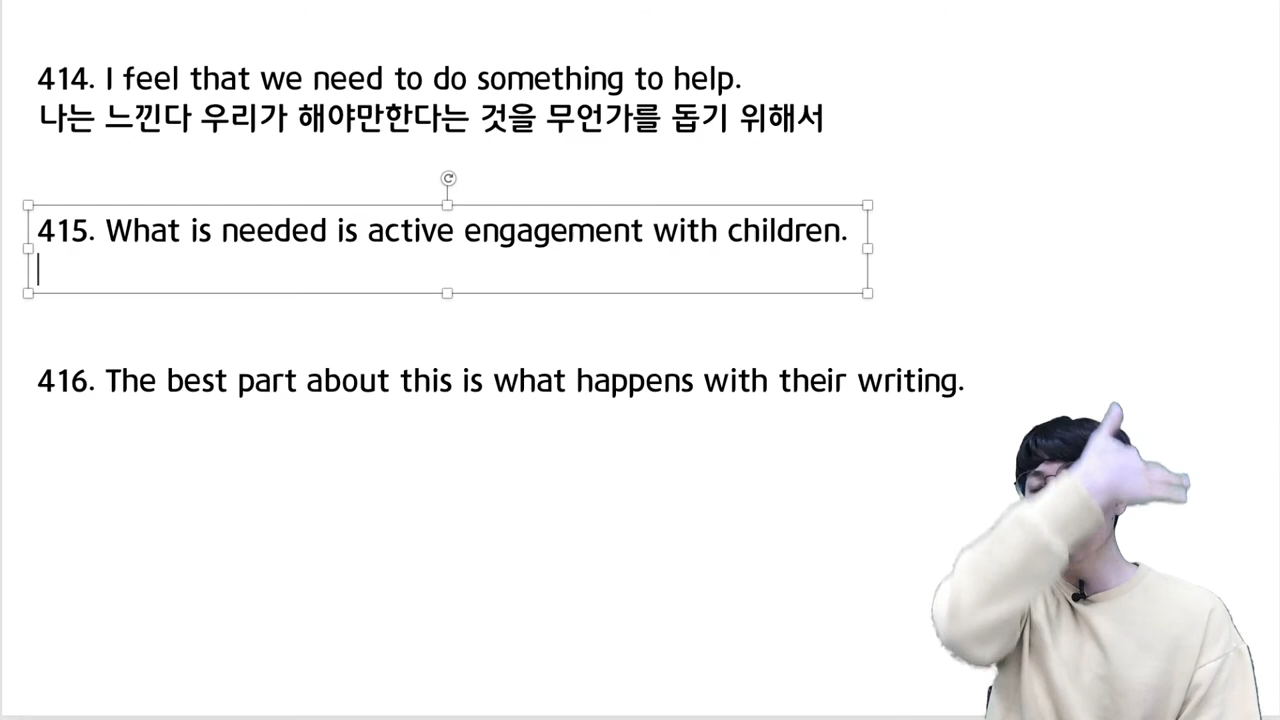 414. I feel that we need to do something to help.
나는 느낀다 우리가 해야만한다는 것을 무언가를 돕기 위해서
415. What is needed is active engagement with children.
416. The best part about this is what happens with their writing.